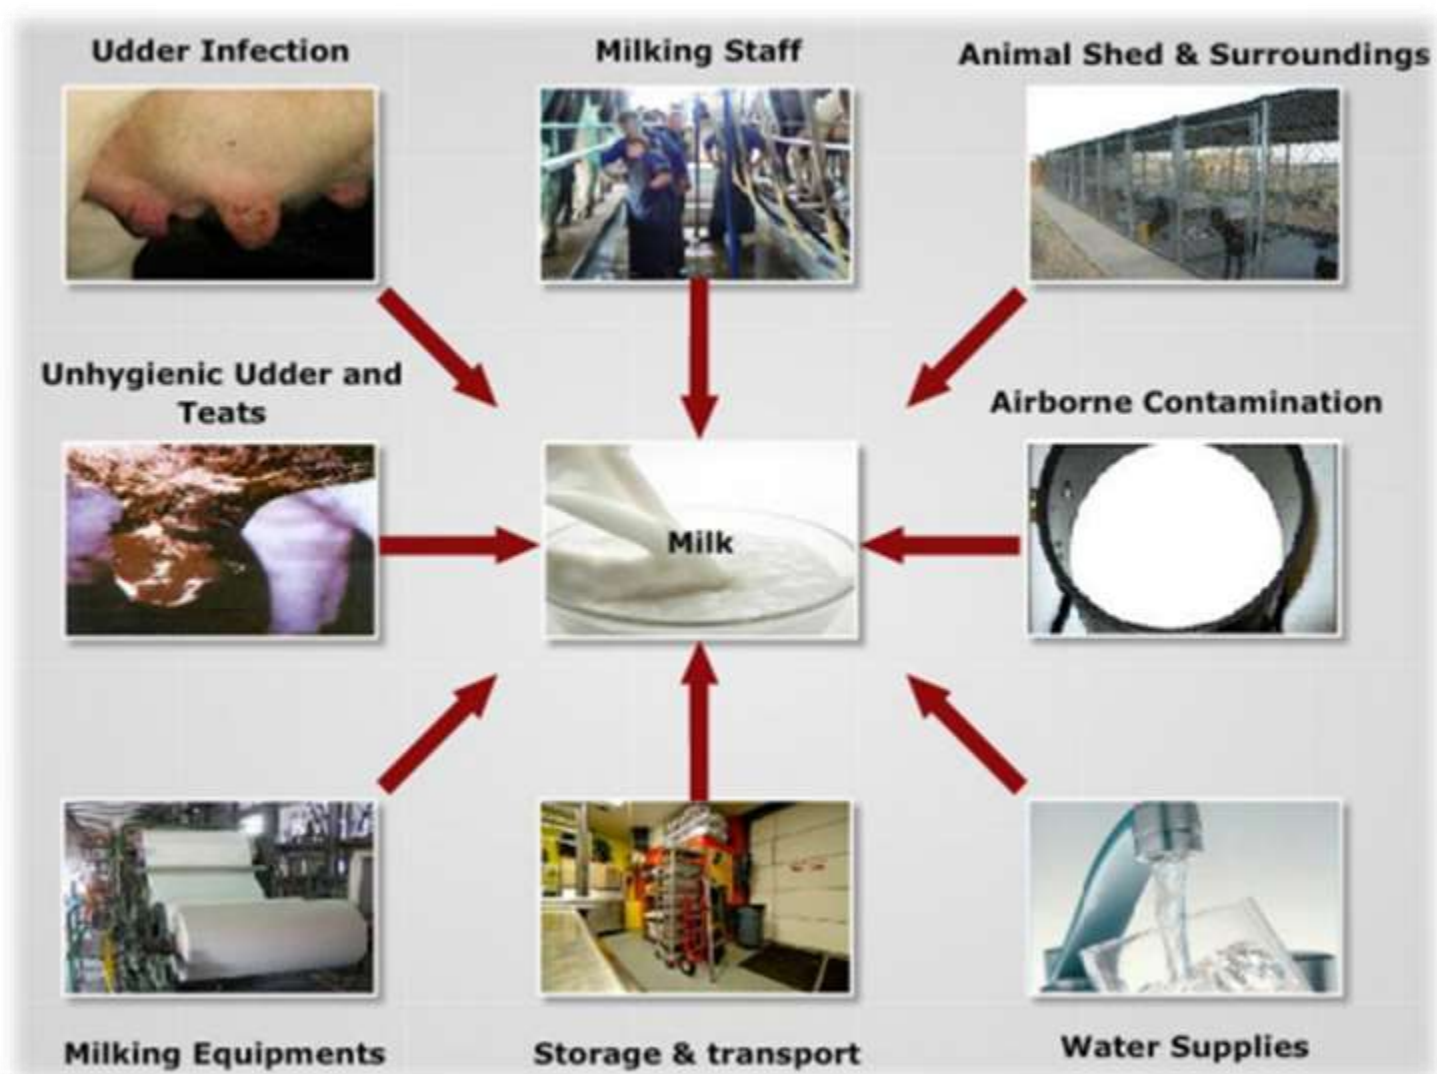 Udder Infection
Milking Staff
Animal Shed & Surroundings
Unhygienic Udder and
Teats
Airborne Contamination
Milk
Milking Equipments
Storage & transport
Water Supplies